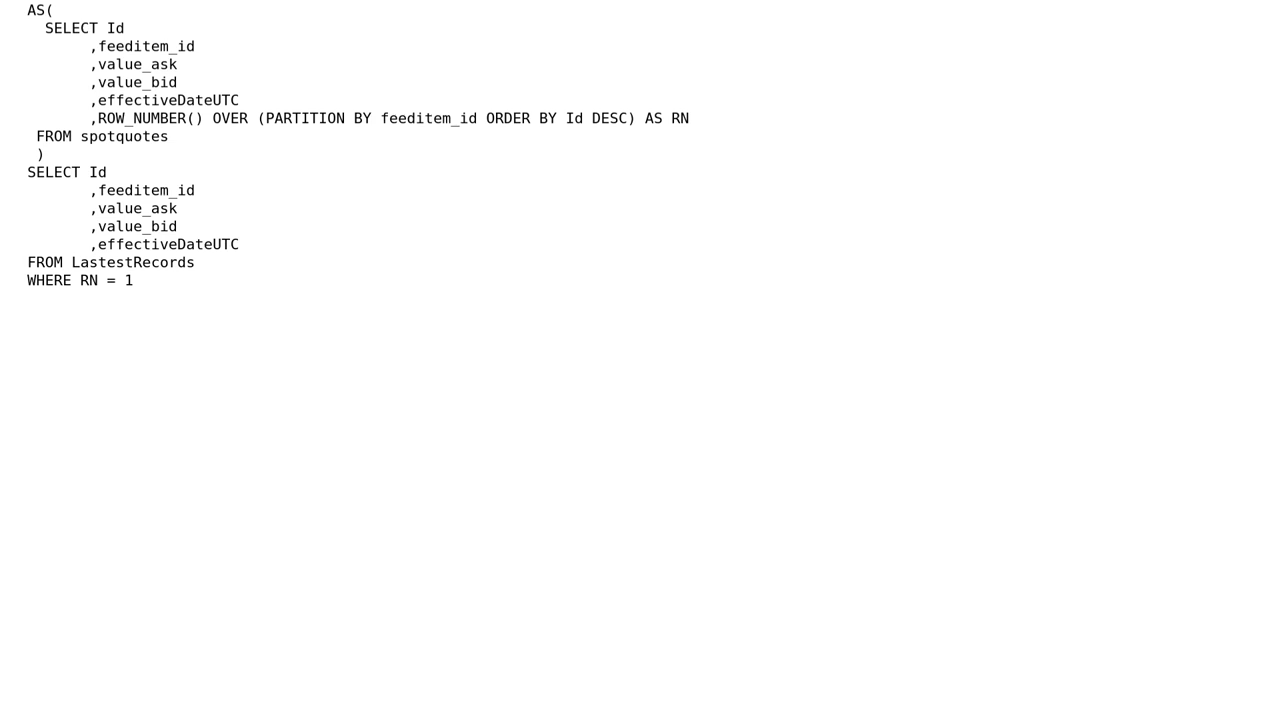 AS(
  SELECT Id
       ,feeditem_id
       ,value_ask
       ,value_bid
       ,effectiveDateUTC
       ,ROW_NUMBER() OVER (PARTITION BY feeditem_id ORDER BY Id DESC) AS RN
 FROM spotquotes
 )
SELECT Id
       ,feeditem_id
       ,value_ask
       ,value_bid
       ,effectiveDateUTC
FROM LastestRecords
WHERE RN = 1